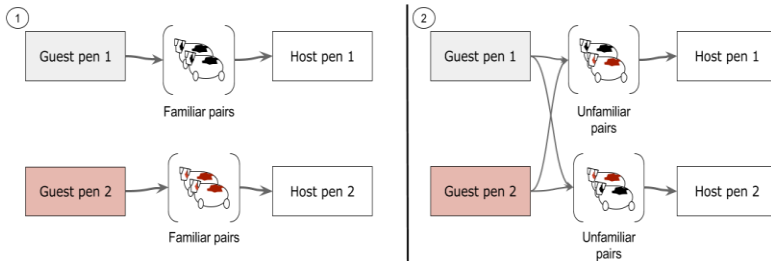 1
Guest pen 1
Host pen 1
Familiar pairs
Guest pen 2
Host pen 2
Familiar pairs
2
Guest pen 1
Host pen 1
Unfamiliar
pairs
Guest pen 2
Host pen 2
Unfamiliar
pairs